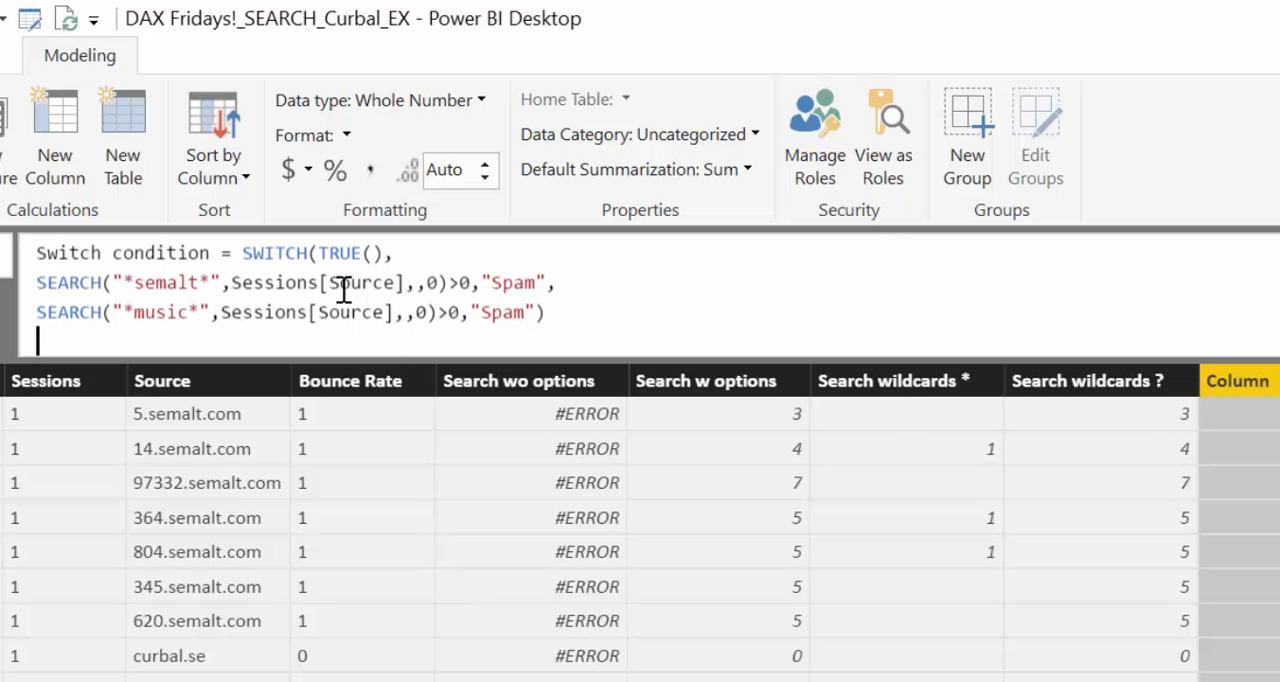 DAX Fridays!_SEARCH_Curbal_EX - Power BI Desktop
Modeling
New Column
New Table
Calculations
Sort by Column
Sort
Data type: Whole Number
Format:
$ % , .00 Auto
Formatting
Home Table:
Data Category: Uncategorized
Default Summarization: Sum
Properties
Manage Roles
View as Roles
Security
New Group
Edit Groups
Groups
Switch condition = SWITCH(TRUE(),
SEARCH("*semalt*",Sessions[Source],,0)>0,"Spam",
SEARCH("*music*",Sessions[Source],,0)>0,"Spam")
Sessions Source Bounce Rate Search wo options Search w options Search wildcards * Search wildcards ? Column
1 5.semalt.com 1 #ERROR 3 3
1 14.semalt.com 1 #ERROR 4 1 4
1 97332.semalt.com 1 #ERROR 7 7
1 364.semalt.com 1 #ERROR 5 1 5
1 804.semalt.com 1 #ERROR 5 1 5
1 345.semalt.com 1 #ERROR 5 5
1 620.semalt.com 1 #ERROR 5 5
1 curbal.se 0 #ERROR 0 0